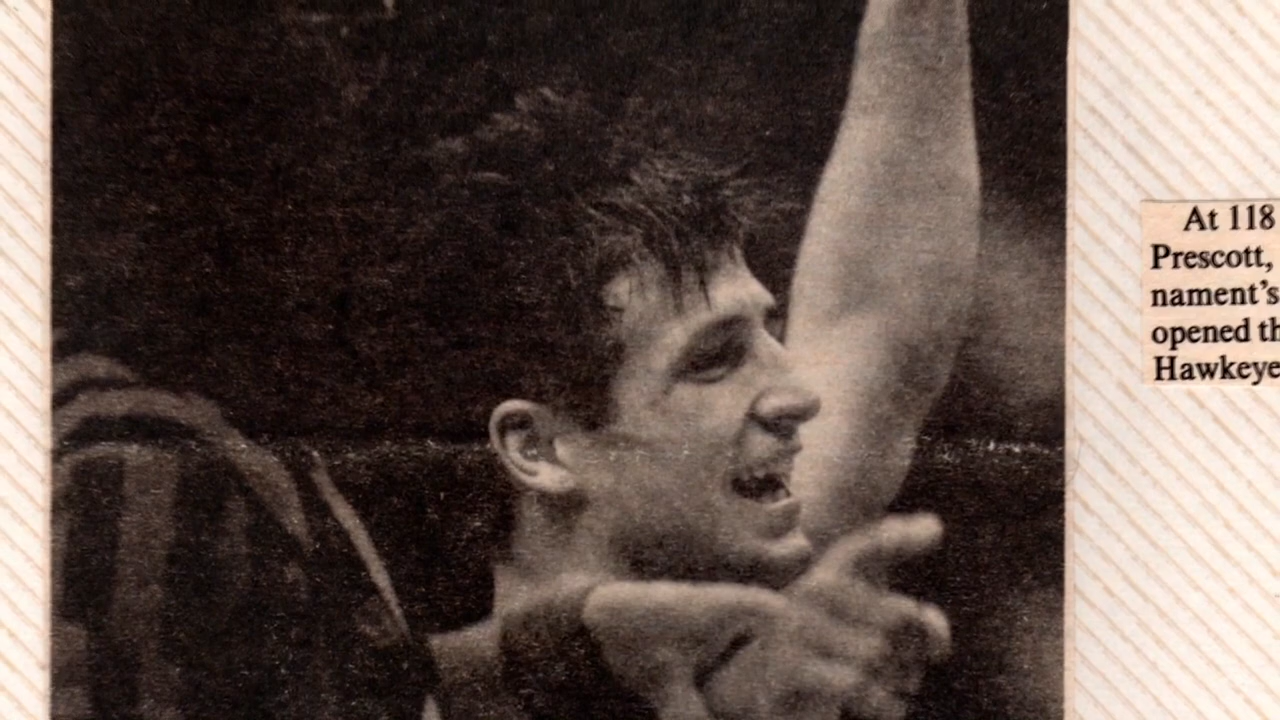 At 118
Prescott,
nament's
opened th
Hawkeye